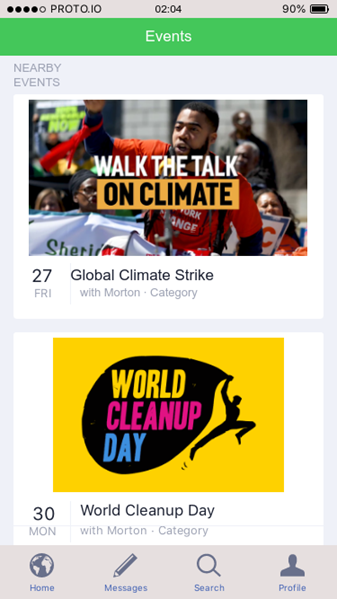 PROTO.IO 02:04 90%
Events
NEARBY
EVENTS
WALK THE TALK
ON CLIMATE
27 Global Climate Strike
FRI with Morton · Category
WORLD
CLEANUP
DAY
30 World Cleanup Day
MON with Morton · Category
Home Messages Search Profile